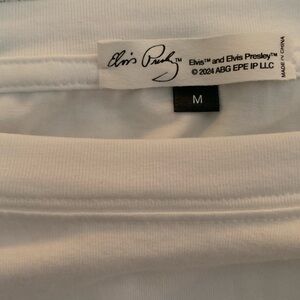 Elvis Presley™
Elvis™ and Elvis Presley™
© 2024 ABG EPE IP LLC
MADE IN CHINA
M